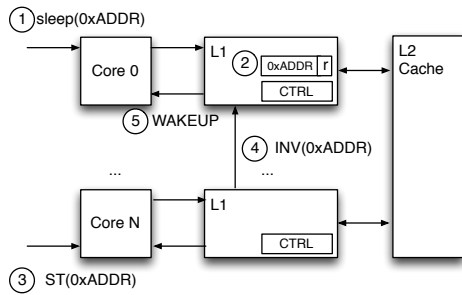 1 sleep(0xADDR)
Core 0
L1
2 0xADDR r
CTRL
L2
Cache
5 WAKEUP
4 INV(0xADDR)
... ...
Core N
L1
CTRL
3 ST(0xADDR)